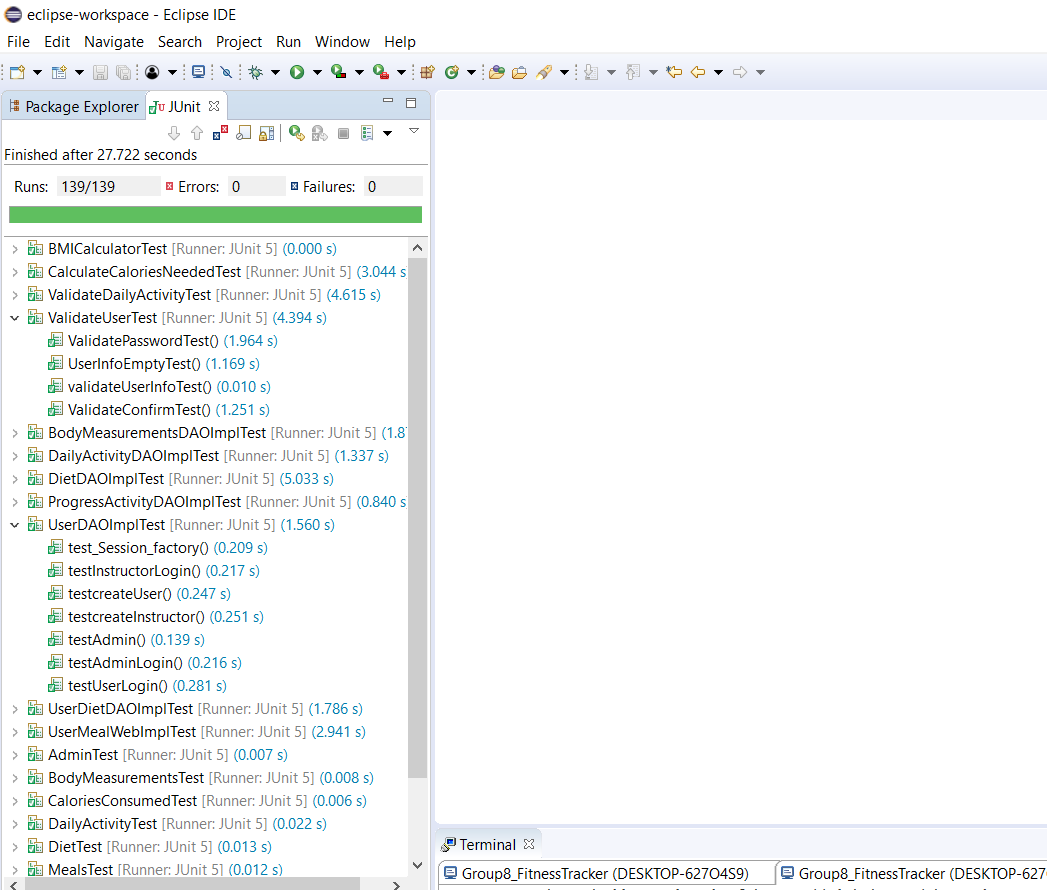 eclipse-workspace - Eclipse IDE
File Edit Navigate Search Project Run Window Help
Package Explorer JUnit
Finished after 27.722 seconds
Runs: 139/139 Errors: 0 Failures: 0
BMICalculatorTest [Runner: JUnit 5] (0.000 s)
CalculateCaloriesNeededTest [Runner: JUnit 5] (3.044 s
ValidateDailyActivityTest [Runner: JUnit 5] (4.615 s)
ValidateUserTest [Runner: JUnit 5] (4.394 s)
ValidatePasswordTest() (1.964 s)
UserInfoEmptyTest() (1.169 s)
validateUserInfoTest() (0.010 s)
ValidateConfirmTest() (1.251 s)
BodyMeasurementsDAOImplTest [Runner: JUnit 5] (1.8
DailyActivityDAOImplTest [Runner: JUnit 5] (1.337 s)
DietDAOImplTest [Runner: JUnit 5] (5.033 s)
ProgressActivityDAOImplTest [Runner: JUnit 5] (0.840 s
UserDAOImplTest [Runner: JUnit 5] (1.560 s)
test_Session_factory() (0.209 s)
testInstructorLogin() (0.217 s)
testcreateUser() (0.247 s)
testcreateInstructor() (0.251 s)
testAdmin() (0.139 s)
testAdminLogin() (0.216 s)
testUserLogin() (0.281 s)
UserDietDAOImplTest [Runner: JUnit 5] (1.786 s)
UserMealWebImplTest [Runner: JUnit 5] (2.941 s)
AdminTest [Runner: JUnit 5] (0.007 s)
BodyMeasurementsTest [Runner: JUnit 5] (0.008 s)
CaloriesConsumedTest [Runner: JUnit 5] (0.006 s)
DailyActivityTest [Runner: JUnit 5] (0.022 s)
DietTest [Runner: JUnit 5] (0.013 s)
MealsTest [Runner: JUnit 5] (0.012 s)
Terminal
Group8_FitnessTracker (DESKTOP-627O4S9) Group8_FitnessTracker (DESKTOP-627